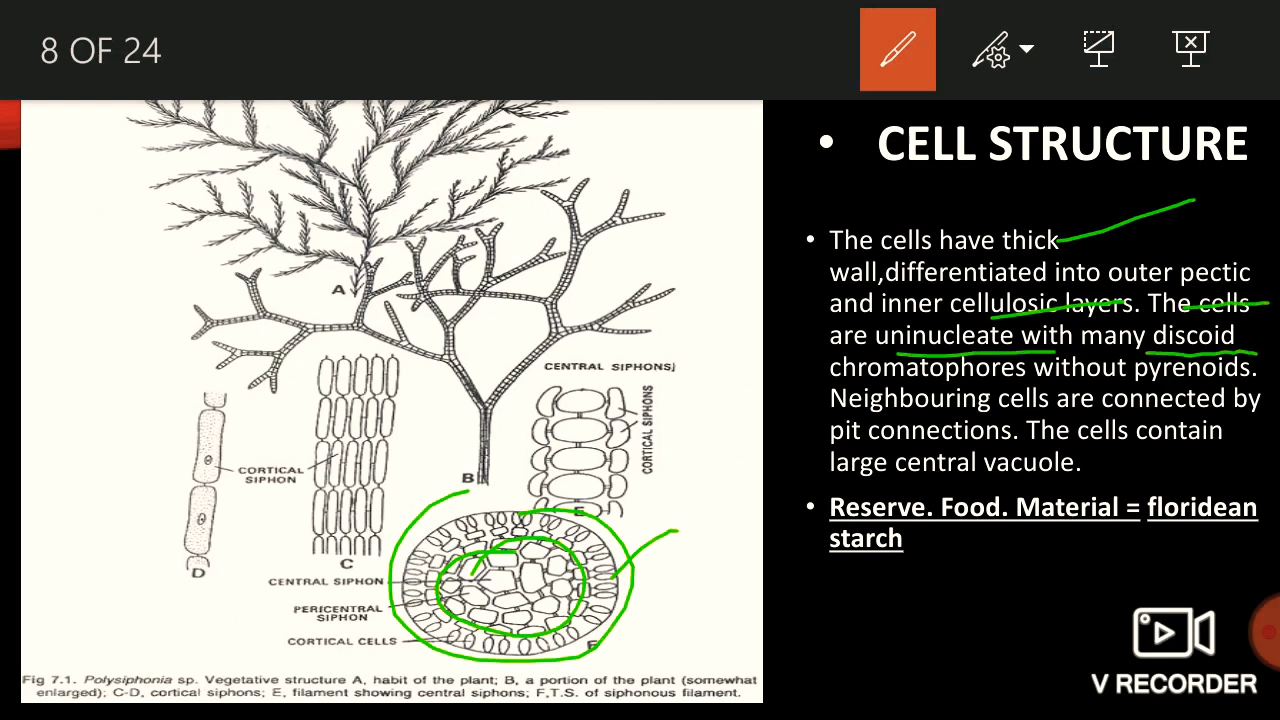 8 OF 24
• CELL STRUCTURE
• The cells have thick
wall,differentiated into outer pectic
and inner cellulosic layers. The cells
are uninucleate with many discoid
chromatophores without pyrenoids.
Neighbouring cells are connected by
pit connections. The cells contain
large central vacuole.
• Reserve. Food. Material = floridean
starch
A
B
CENTRAL SIPHONS)
CORTICAL SIPHONS
CORTICAL
SIPHON
C
D
E
CENTRAL SIPHON
PERICENTRAL
SIPHON
CORTICAL CELLS
F
Fig 7.1. Polysiphonia sp. Vegetative structure A, habit of the plant; B, a portion of the plant (somewhat
enlarged); C-D, cortical siphons; E, filament showing central siphons; F,T.S. of siphonous filament.
V RECORDER